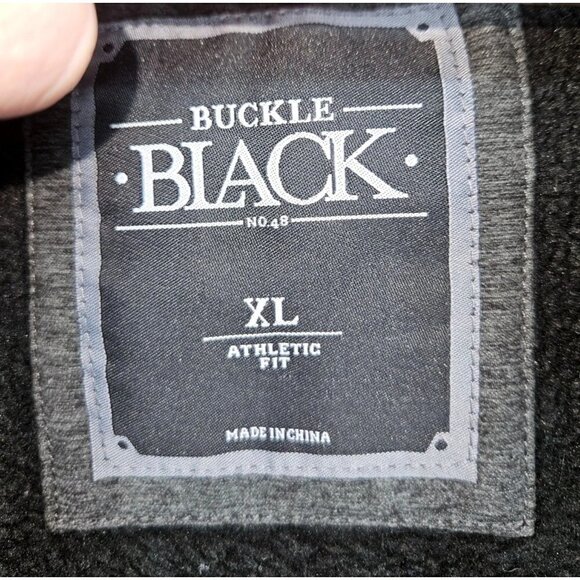 BUCKLE
BLACK
NO.48
XL
ATHLETIC
FIT
MADE IN CHINA